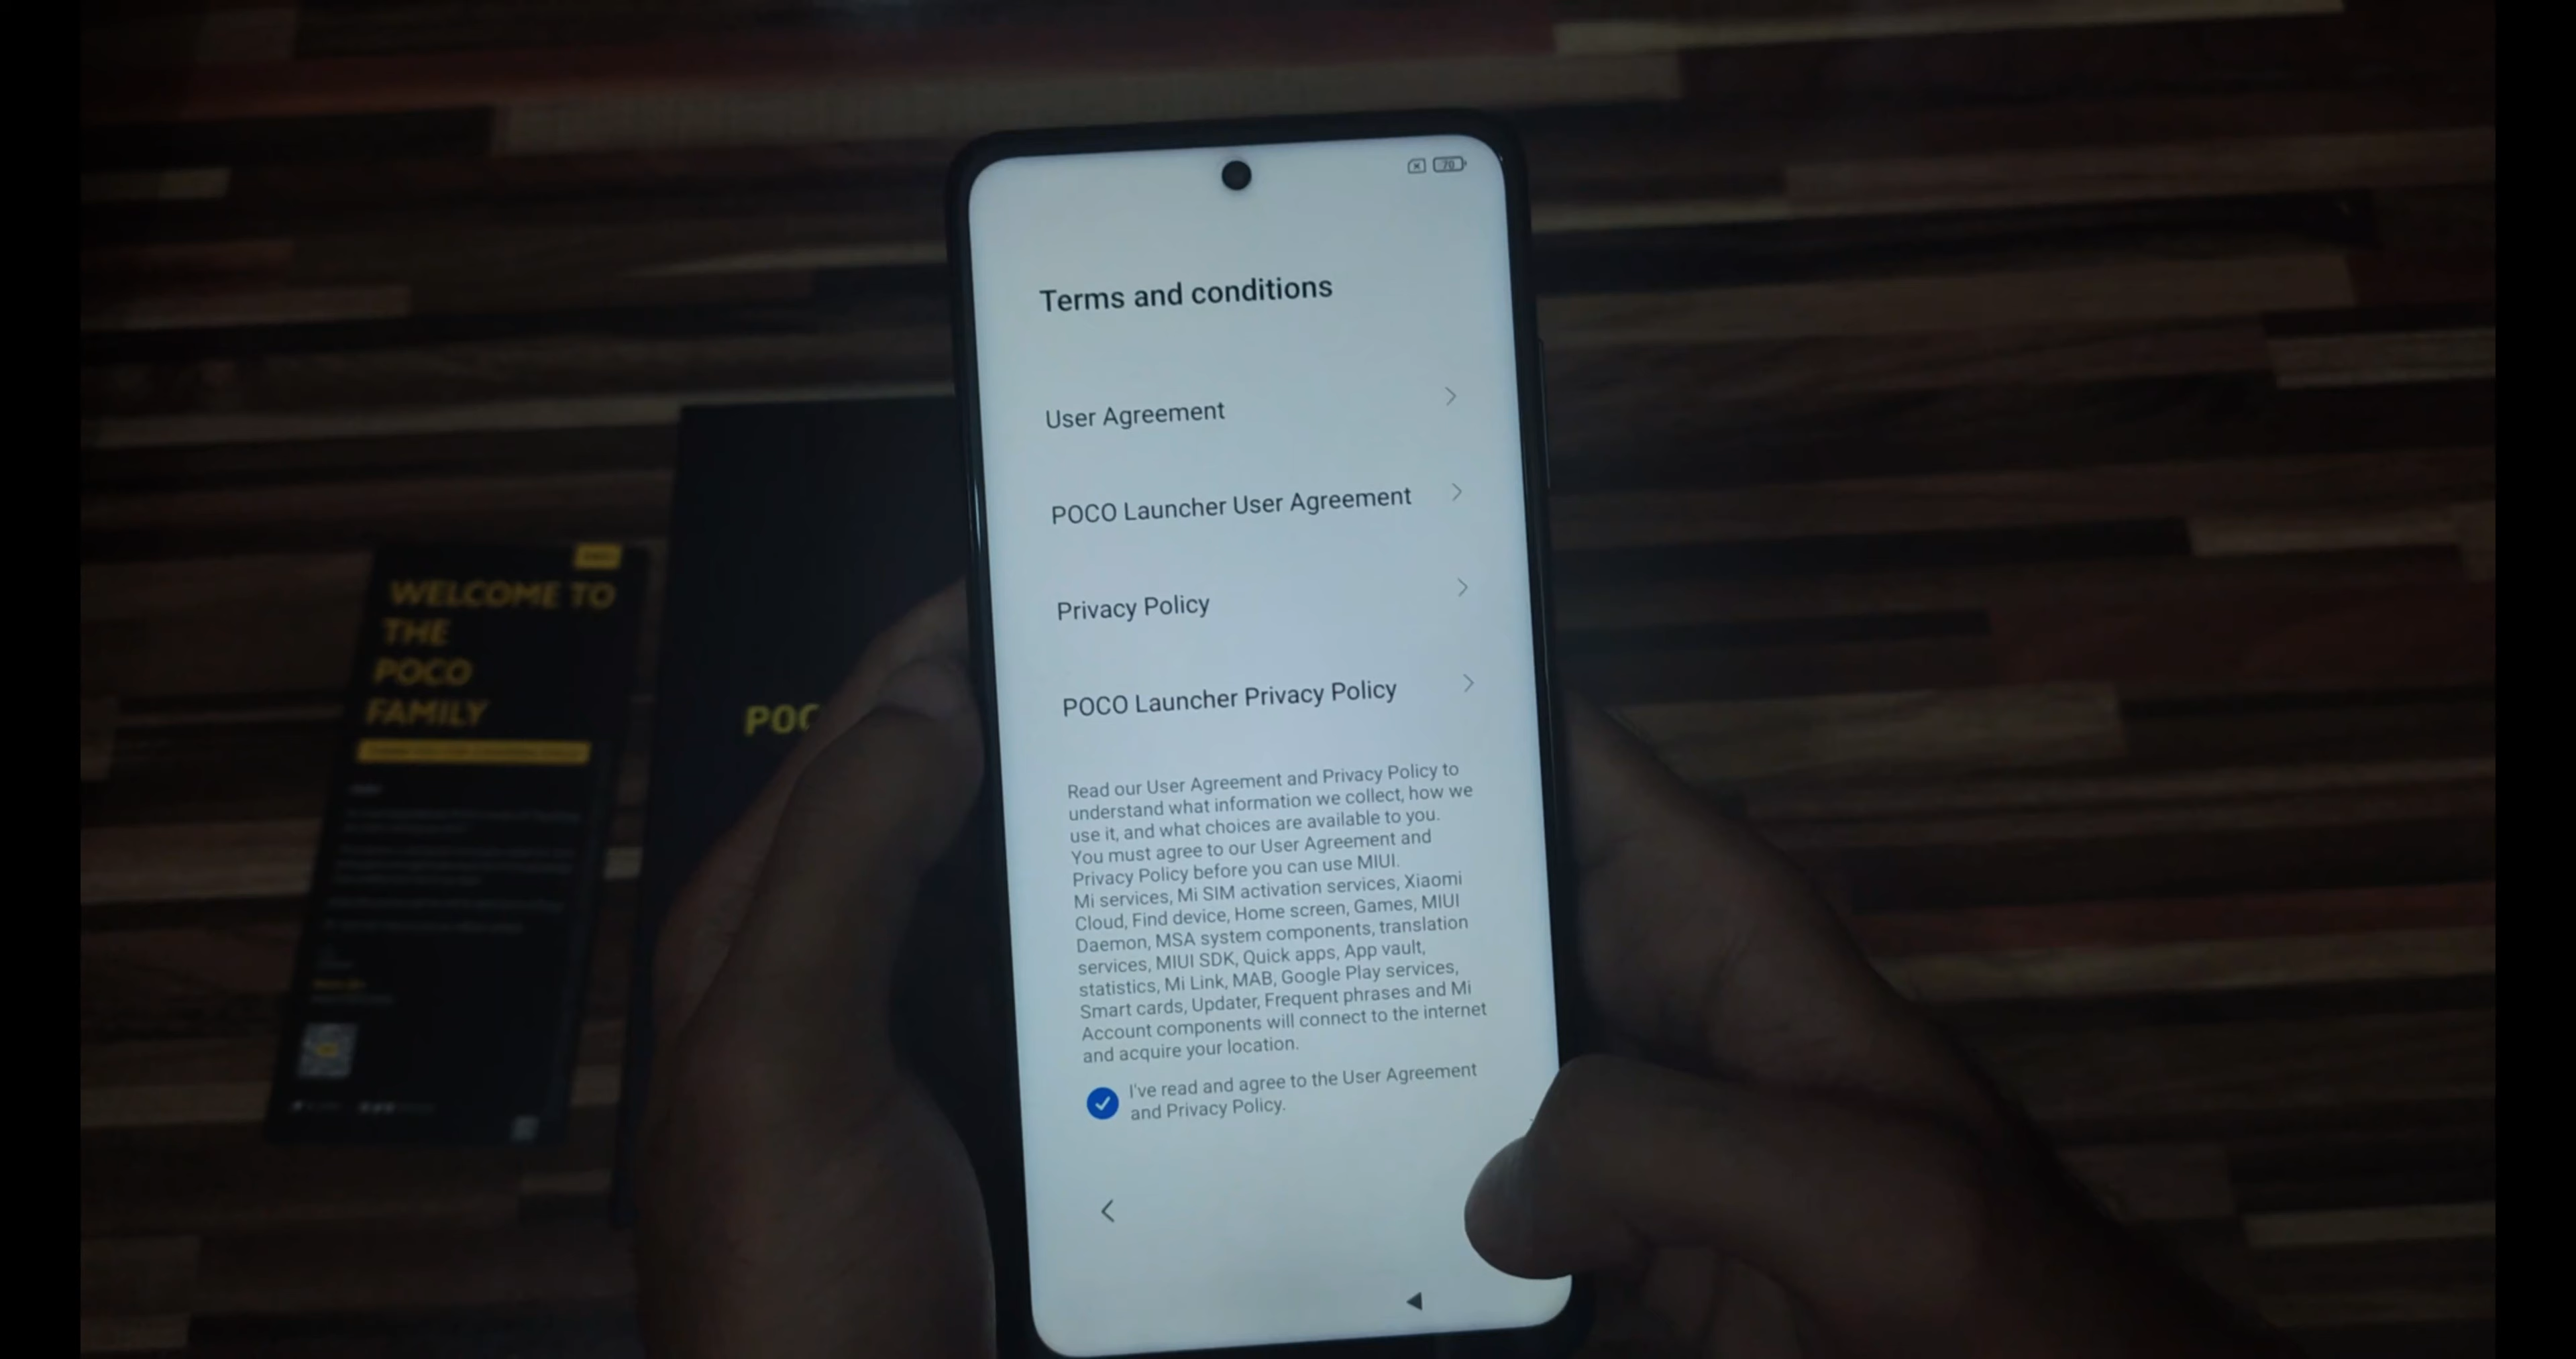 70
Terms and conditions
User Agreement
POCO Launcher User Agreement
Privacy Policy
POCO Launcher Privacy Policy
Read our User Agreement and Privacy Policy to
understand what information we collect, how we
use it, and what choices are available to you.
You must agree to our User Agreement and
Privacy Policy before you can use MIUI.
Mi services, Mi SIM activation services, Xiaomi
Cloud, Find device, Home screen, Games, MIUI
Daemon, MSA system components, translation
services, MIUI SDK, Quick apps, App vault,
statistics, Mi Link, MAB, Google Play services,
Smart cards, Updater, Frequent phrases and Mi
Account components will connect to the internet
and acquire your location.
I've read and agree to the User Agreement
and Privacy Policy.
WELCOME TO
THE
POCO
FAMILY
POC